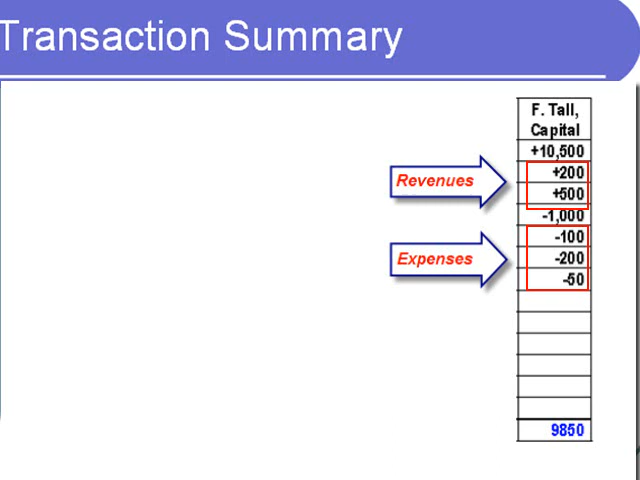 Transaction Summary
F. Tall,
Capital
+10,500
+200
Revenues
+500
-1,000
-100
Expenses
-200
-50
9850